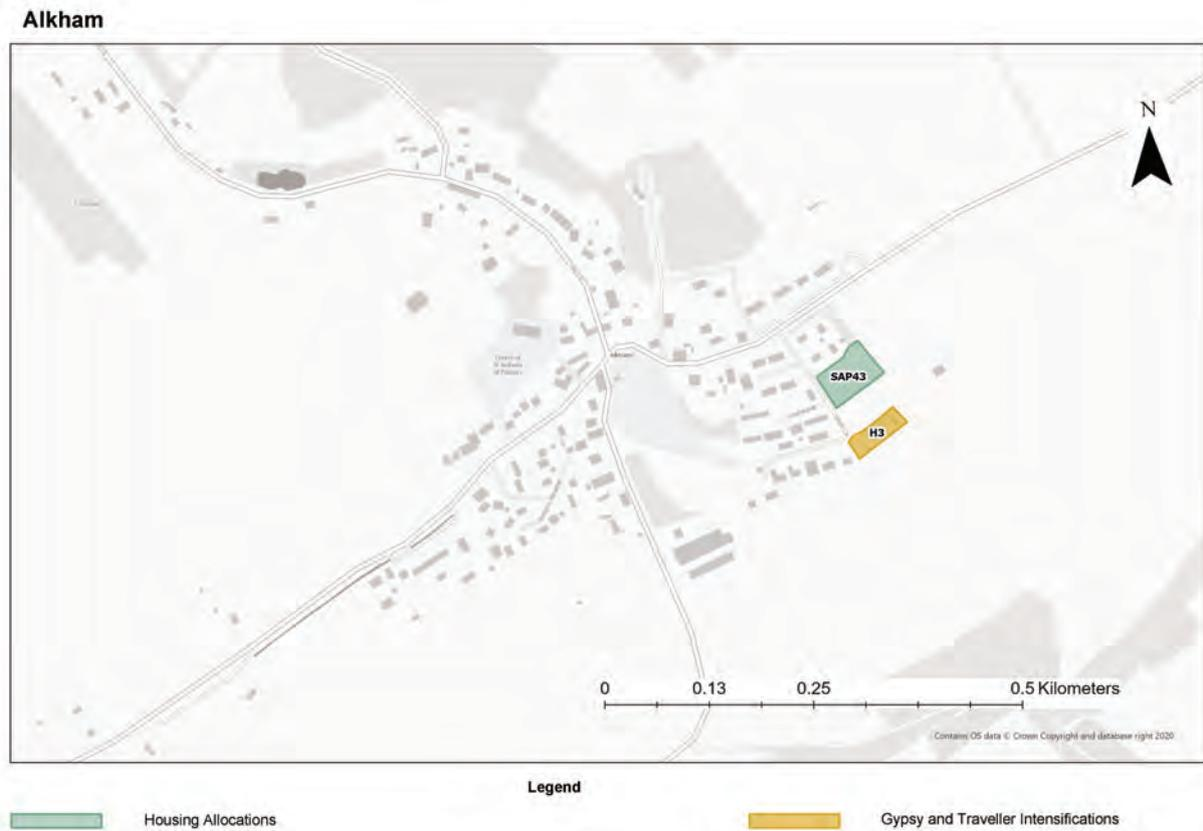 Alkham
N
SAP43
H3
0 0.13 0.25 0.5 Kilometers
Contains OS data © Crown Copyright and database right 2020
Legend
Housing Allocations
Gypsy and Traveller Intensifications